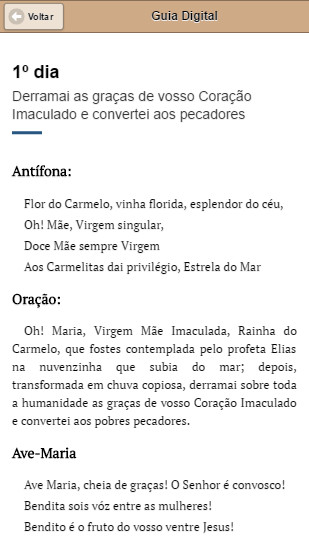 Voltar
Guia Digital
1º dia
Derramai as graças de vosso Coração
Imaculado e convertei aos pecadores
Antífona:
Flor do Carmelo, vinha florida, esplendor do céu,
Oh! Mãe, Virgem singular,
Doce Mãe sempre Virgem
Aos Carmelitas dai privilégio, Estrela do Mar
Oração:
Oh! Maria, Virgem Mãe Imaculada, Rainha do
Carmelo, que fostes contemplada pelo profeta Elias
na nuvenzinha que subia do mar; depois,
transformada em chuva copiosa, derramai sobre toda
a humanidade as graças de vosso Coração Imaculado
e convertei aos pobres pecadores.
Ave-Maria
Ave Maria, cheia de graças! O Senhor é convosco!
Bendita sois vóz entre as mulheres!
Bendito é o fruto do vosso ventre Jesus!